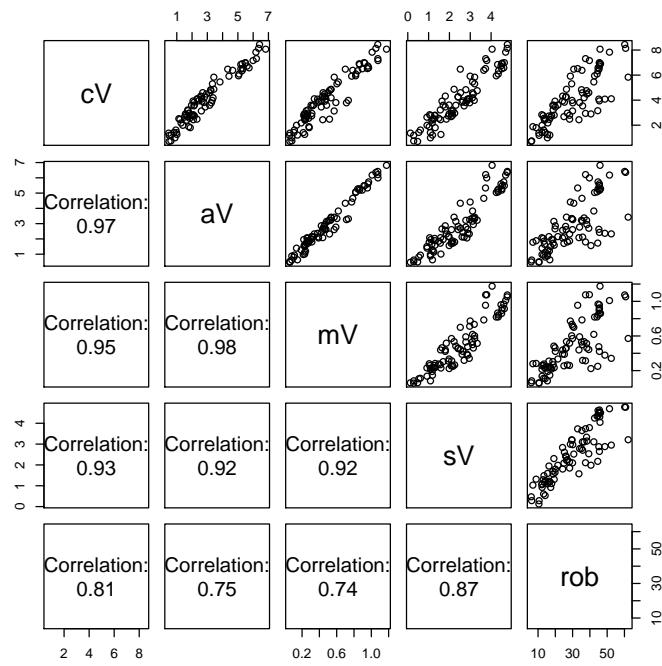 1 3 5 7
0 1 2 3 4
cV
2 4 6 8
1 3 5 7
Correlation:
0.97
aV
Correlation:
0.95
Correlation:
0.98
mV
0.2 0.6 1.0
0 1 2 3 4
Correlation:
0.93
Correlation:
0.92
Correlation:
0.92
sV
Correlation:
0.81
Correlation:
0.75
Correlation:
0.74
Correlation:
0.87
rob
10 30 50
2 4 6 8
0.2 0.6 1.0
10 30 50